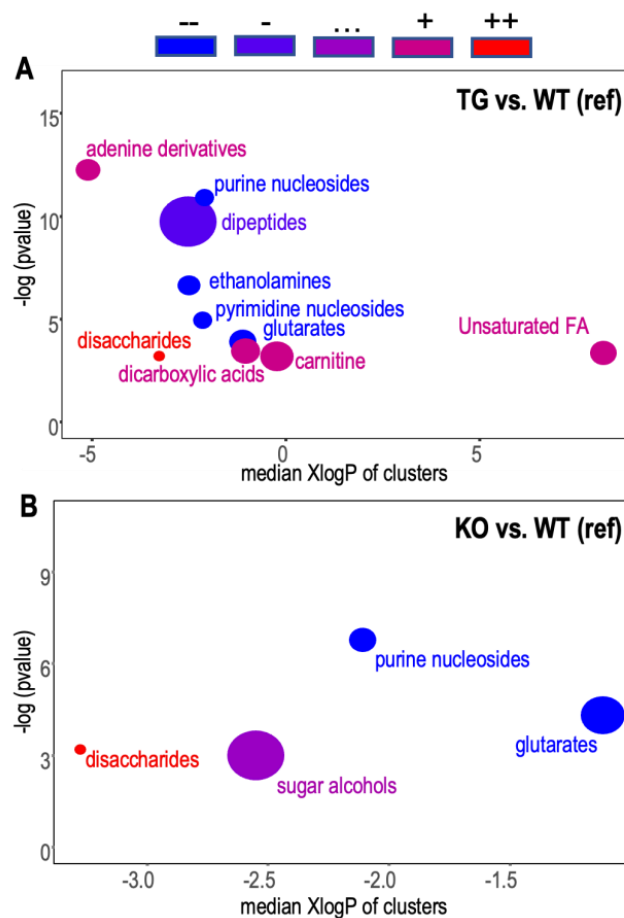 -- - ... + ++
A
TG vs. WT (ref)
15
10
5
0
-log (pvalue)
adenine derivatives
purine nucleosides
dipeptides
ethanolamines
pyrimidine nucleosides
glutarates
disaccharides
Unsaturated FA
dicarboxylic acids
carnitine
-5 0 5
median XlogP of clusters
B
KO vs. WT (ref)
9
6
3
0
-log (pvalue)
purine nucleosides
glutarates
disaccharides
sugar alcohols
-3.0 -2.5 -2.0 -1.5
median XlogP of clusters